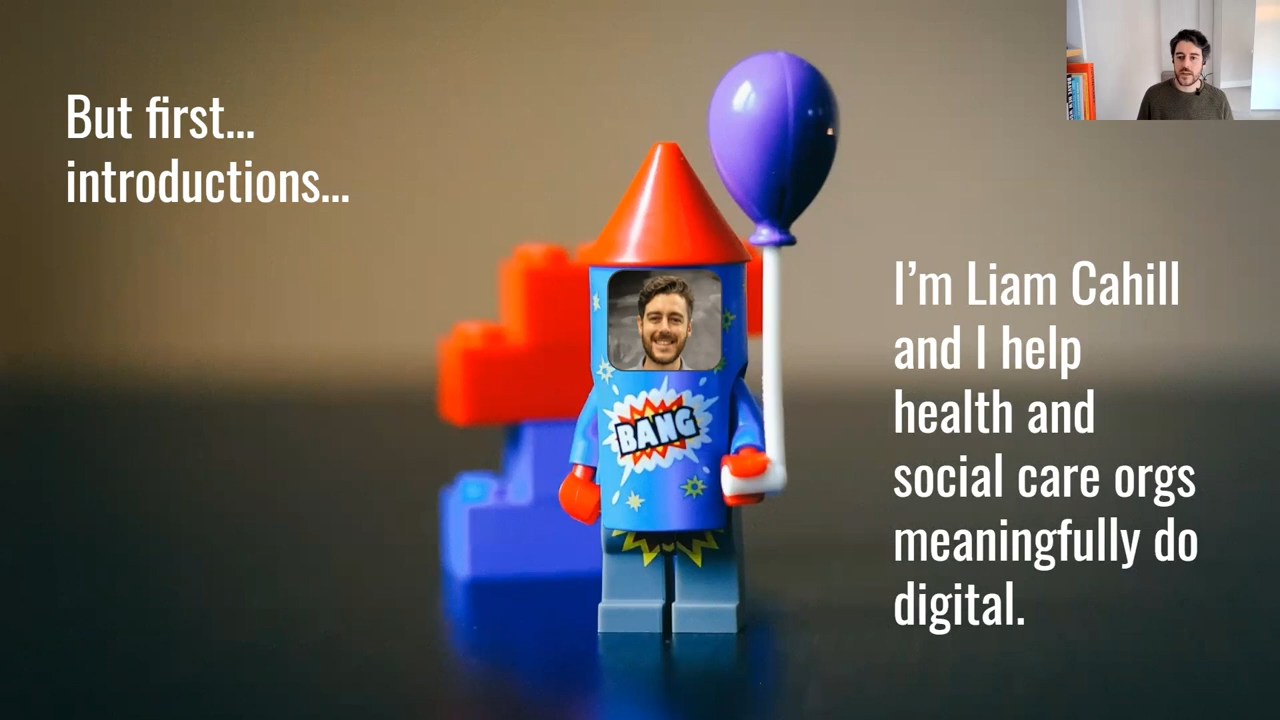 But first...
introductions...
I'm Liam Cahill
and I help
health and
social care orgs
meaningfully do
digital.
BANG